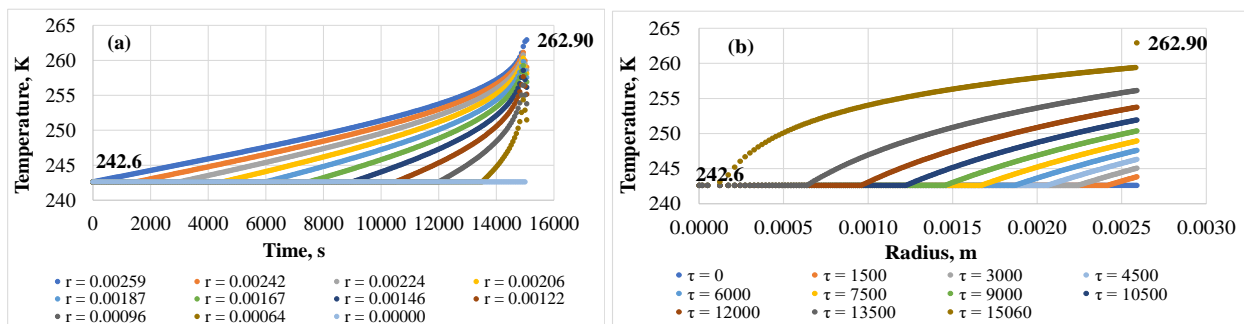 (a)
265
260
255
250
245
240
Temperature, K
262.90
242.6
0 2000 4000 6000 8000 10000 12000 14000 16000
Time, s
r = 0.00259 r = 0.00242 r = 0.00224 r = 0.00206
r = 0.00187 r = 0.00167 r = 0.00146 r = 0.00122
r = 0.00096 r = 0.00064 r = 0.00000
(b)
265
260
255
250
245
240
Temperature, K
262.90
242.6
0.0000 0.0005 0.0010 0.0015 0.0020 0.0025 0.0030
Radius, m
τ = 0 τ = 1500 τ = 3000 τ = 4500
τ = 6000 τ = 7500 τ = 9000 τ = 10500
τ = 12000 τ = 13500 τ = 15060